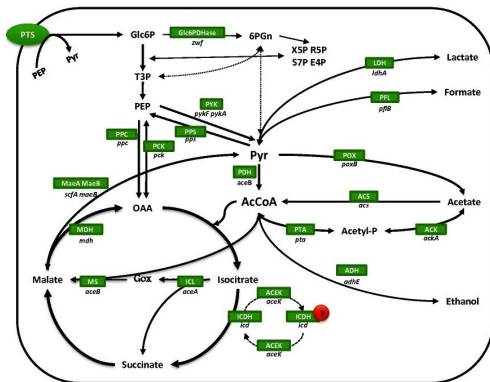 PTS
PEP
Pyr
Glc6P
Glc6PDHase
zwf
6PGn
X5P R5P
S7P E4P
T3P
PEP
PYK
pykF pykA
PPS
pps
PPC
ppc
PCK
pck
LDH
ldhA
Lactate
PFL
pflB
Formate
Pyr
PDH
aceB
POX
poxB
MaeA MaeB
scfA maeB
OAA
AcCoA
ACS
acs
Acetate
MDH
mdh
PTA
pta
Acetyl-P
ACK
ackA
Malate
MS
aceB
Gox
ICL
aceA
Isocitrate
ADH
adhE
Ethanol
ACEK
aceK
ICDH
icd
ICDH
icd
ACEK
aceK
Succinate